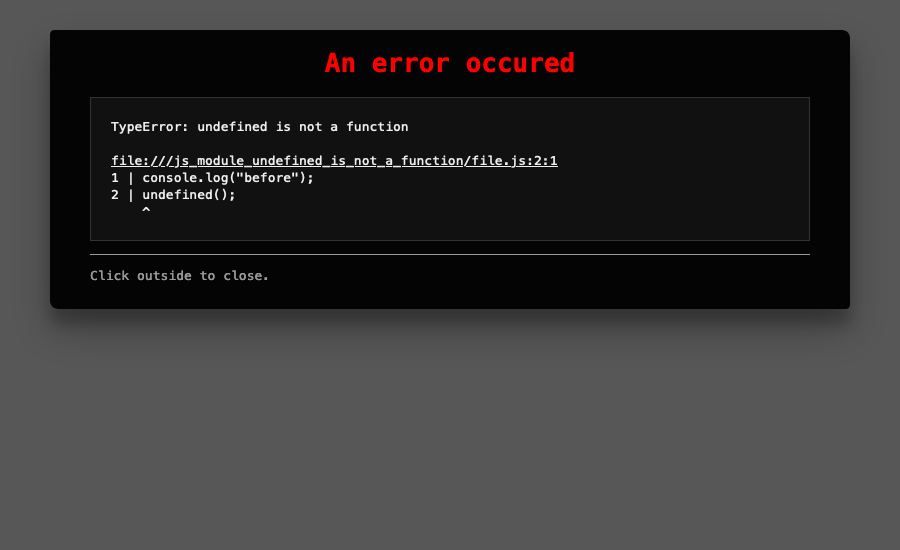 An error occured
TypeError: undefined is not a function
file:///js_module_undefined_is_not_a_function/file.js:2:1
1 | console.log("before");
2 | undefined();
^
Click outside to close.